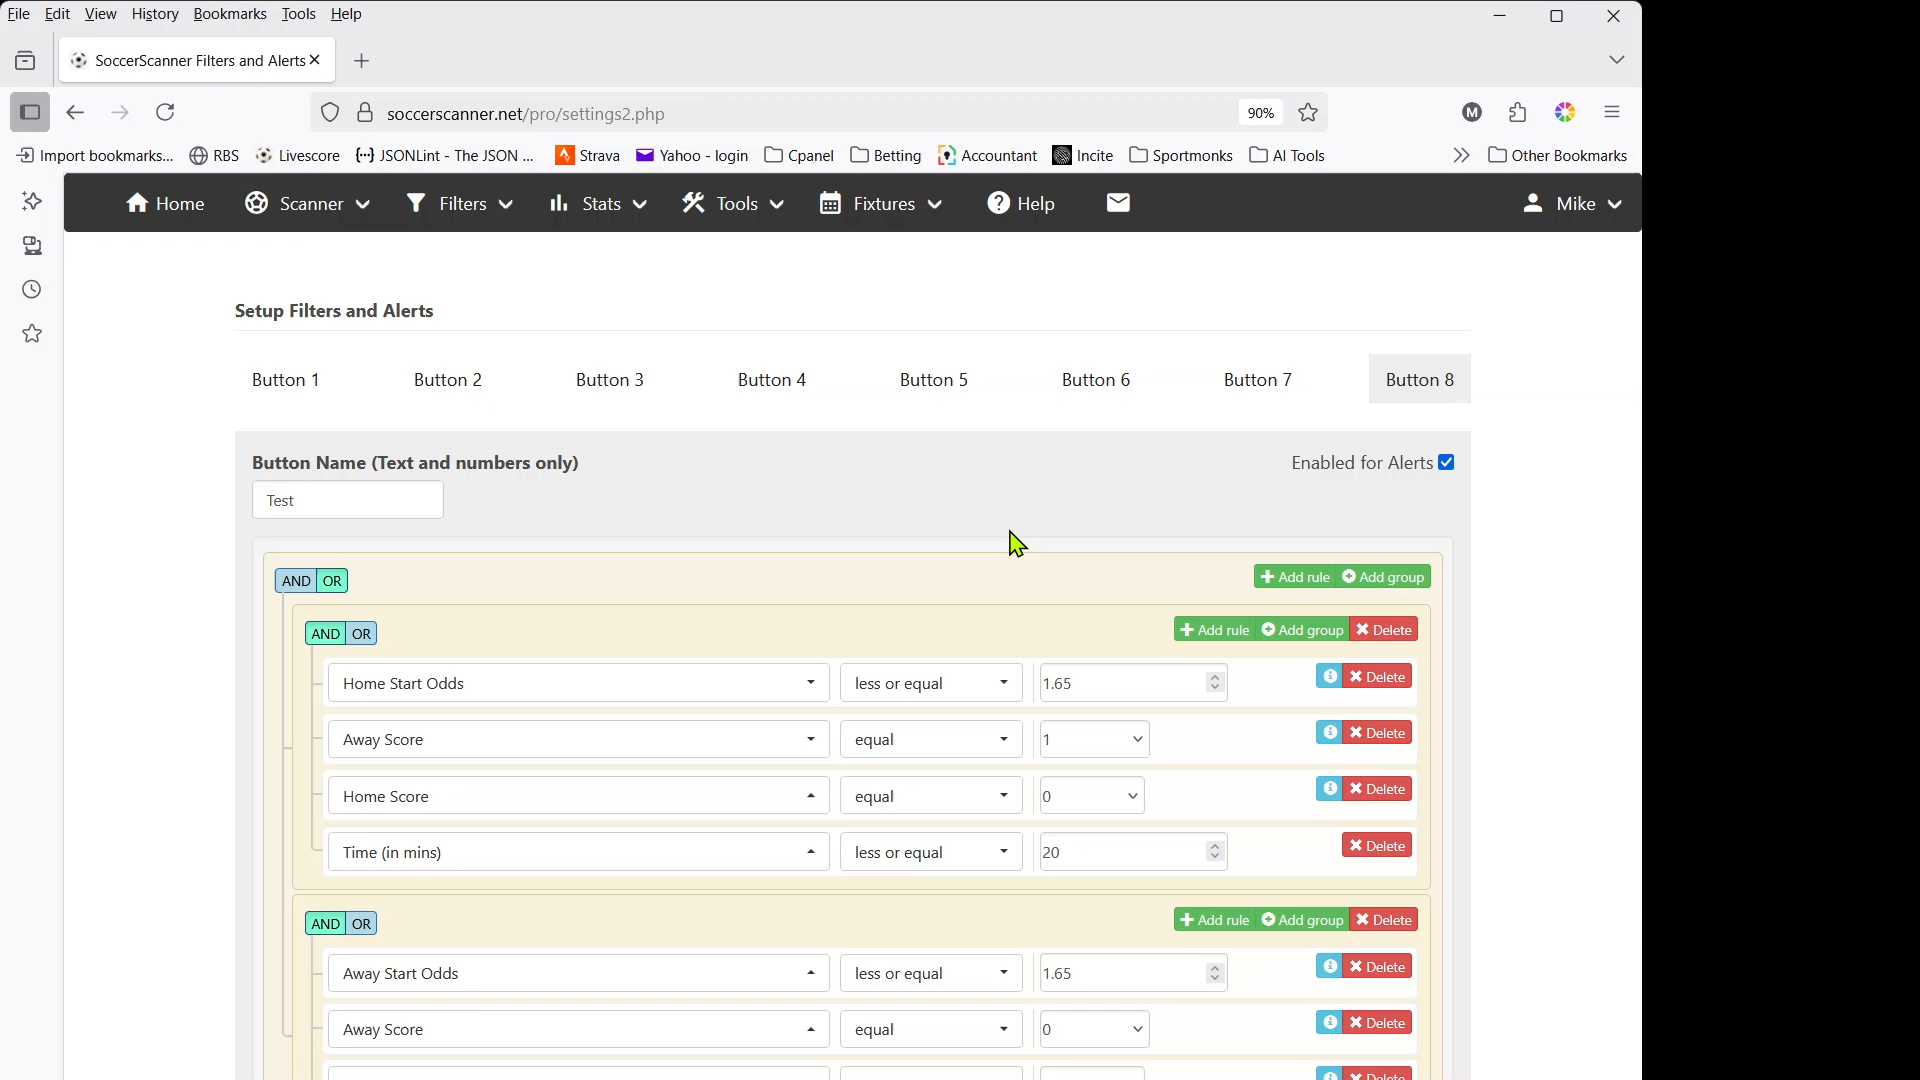 File Edit View History Bookmarks Tools Help
SoccerScanner Filters and Alerts
soccerscanner.net/pro/settings2.php 90% M
Import bookmarks... RBS Livescore JSONLint - The JSON ... Strava Yahoo - login Cpanel Betting Accountant Incite Sportmonks AI Tools Other Bookmarks
Home Scanner Filters Stats Tools Fixtures Help Mike
Setup Filters and Alerts
Button 1 Button 2 Button 3 Button 4 Button 5 Button 6 Button 7 Button 8
Button Name (Text and numbers only) Enabled for Alerts
Test
AND OR Add rule Add group
AND OR Add rule Add group Delete
Home Start Odds less or equal 1.65 Delete
Away Score equal 1 Delete
Home Score equal 0 Delete
Time (in mins) less or equal 20 Delete
AND OR Add rule Add group Delete
Away Start Odds less or equal 1.65 Delete
Away Score equal 0 Delete
Delete